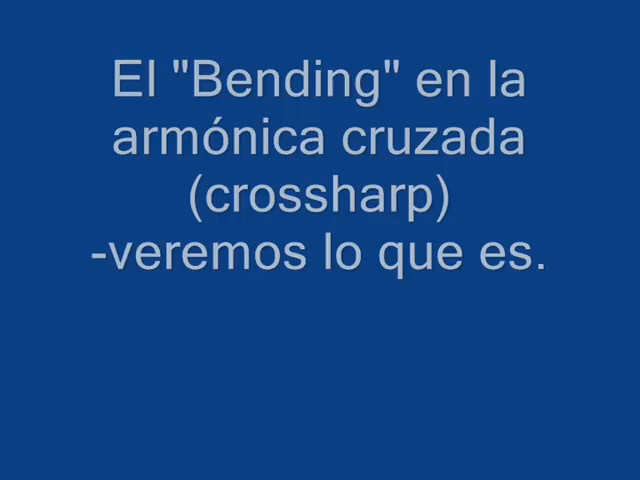 El "Bending" en la
armónica cruzada
(crossharp)
-veremos lo que es.